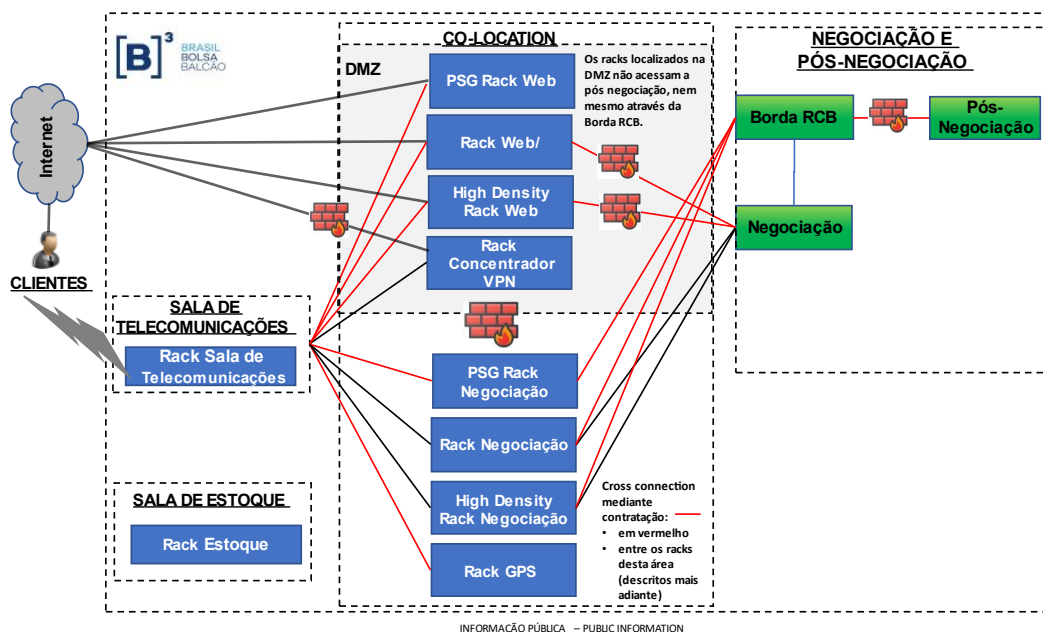 [B]³
BRASIL
BOLSA
BALCÃO
Internet
CLIENTES
SALA DE
TELECOMUNICAÇÕES
Rack Sala de
Telecomunicações
SALA DE ESTOQUE
Rack Estoque
CO-LOCATION
DMZ
PSG Rack Web
Rack Web/
High Density
Rack Web
Rack
Concentrador
VPN
Os racks localizados na
DMZ não acessam a
pós negociação, nem
mesmo através da
Borda RCB.
PSG Rack
Negociação
Rack Negociação
High Density
Rack Negociação
Rack GPS
Cross connection
mediante
contratação:
• em vermelho
• entre os racks
desta área
(descritos mais
adiante)
NEGOCIAÇÃO E
PÓS-NEGOCIAÇÃO
Borda RCB
Pós-
Negociação
Negociação
INFORMAÇÃO PÚBLICA – PUBLIC INFORMATION